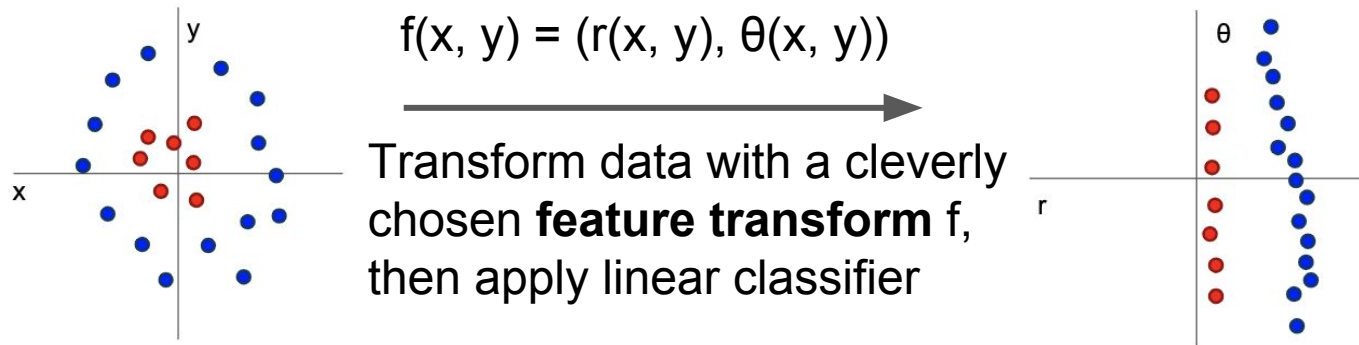 y
x
f(x, y) = (r(x, y), θ(x, y))
Transform data with a cleverly
chosen feature transform f,
then apply linear classifier
θ
r